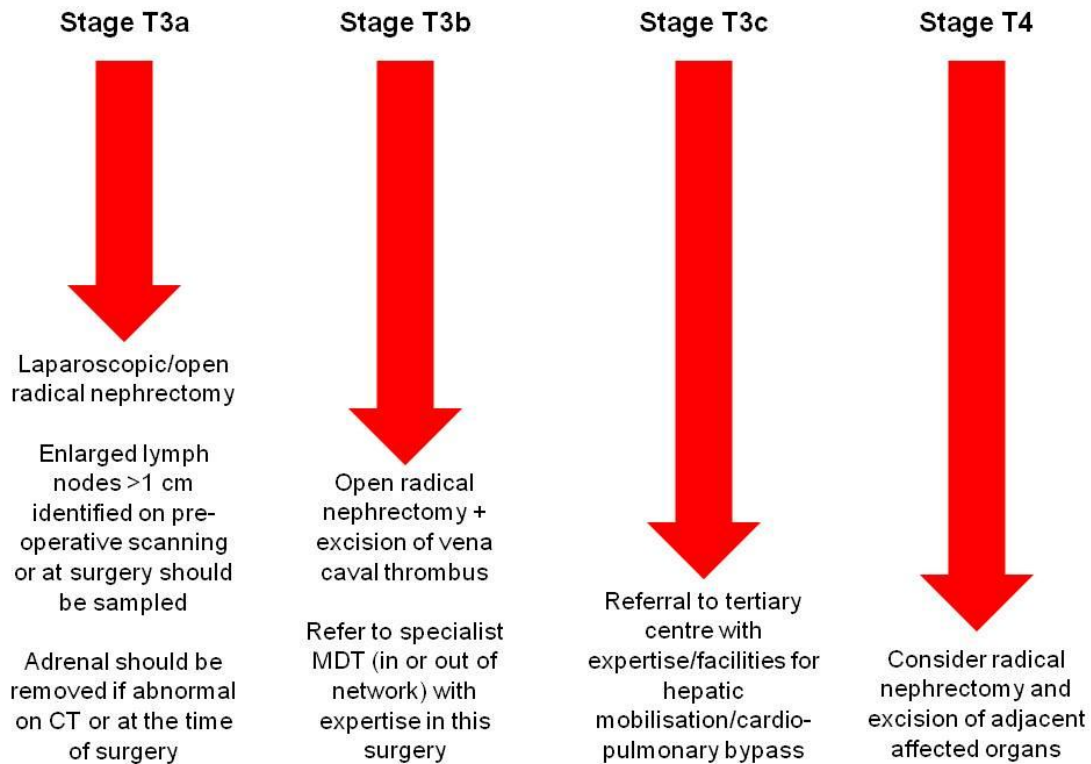 Stage T3a
Laparoscopic/open
radical nephrectomy
Enlarged lymph
nodes >1 cm
identified on pre-
operative scanning
or at surgery should
be sampled
Adrenal should be
removed if abnormal
on CT or at the time
of surgery
Stage T3b
Open radical
nephrectomy +
excision of vena
caval thrombus
Refer to specialist
MDT (in or out of
network) with
expertise in this
surgery
Stage T3c
Referral to tertiary
centre with
expertise/facilities for
hepatic
mobilisation/cardio-
pulmonary bypass
Stage T4
Consider radical
nephrectomy and
excision of adjacent
affected organs